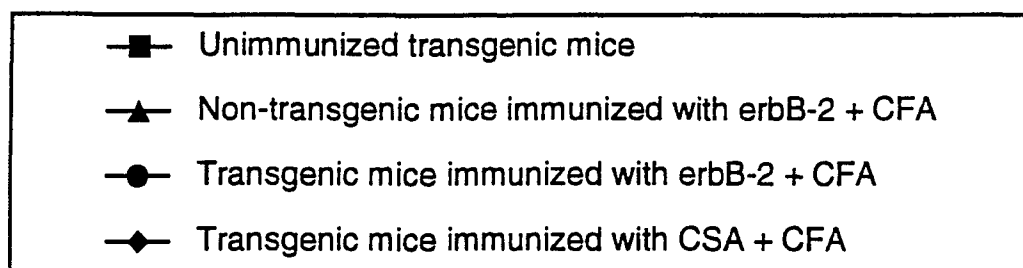 Unimmunized transgenic mice
Non-transgenic mice immunized with erbB-2 + CFA
Transgenic mice immunized with erbB-2 + CFA
Transgenic mice immunized with CSA + CFA